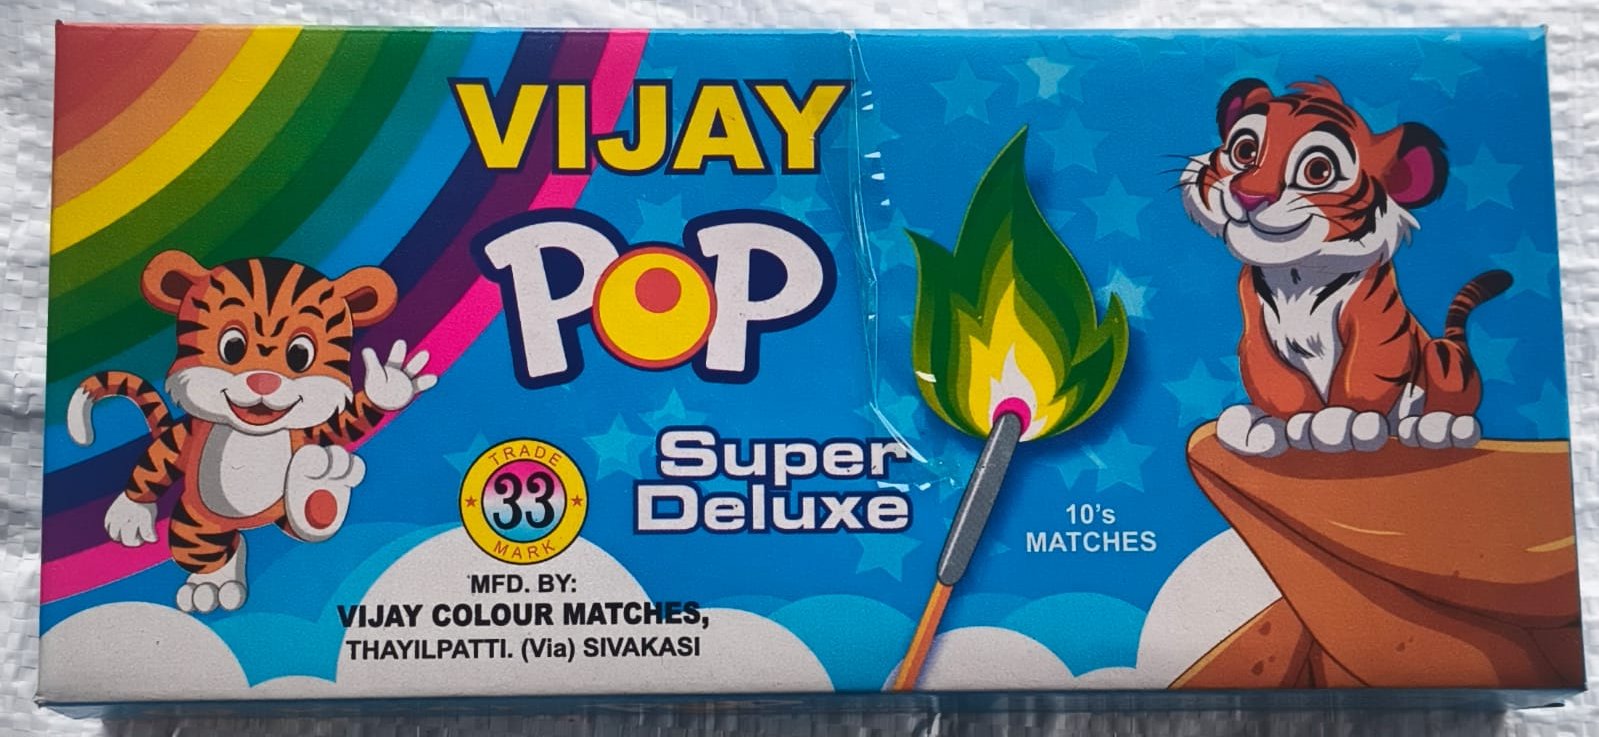 VIJAY
POP
Super
Deluxe
TRADE
33
MARK
10's
MATCHES
MFD. BY:
VIJAY COLOUR MATCHES,
THAYILPATTI. (Via) SIVAKASI